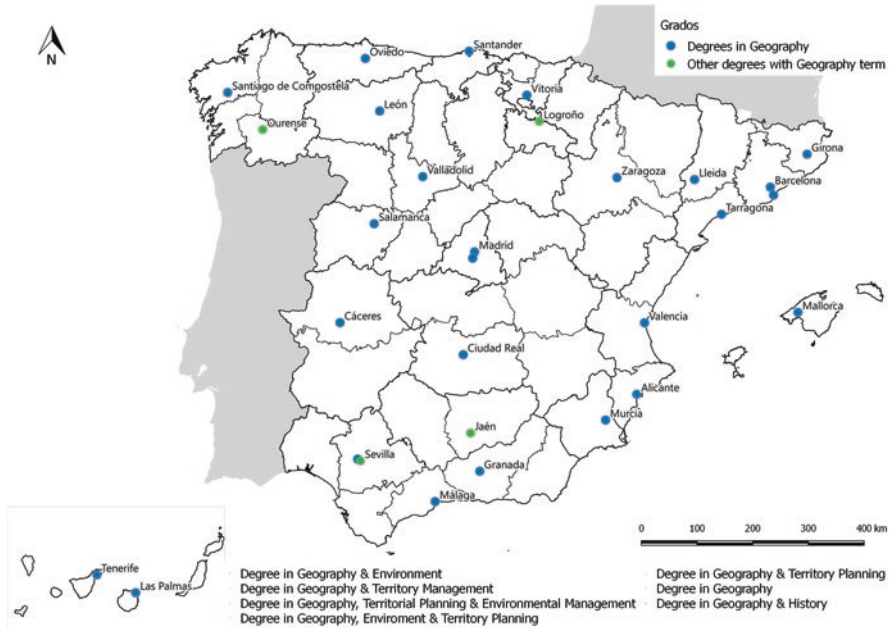 N
Grados
Degrees in Geography
Other degrees with Geography term
Oviedo
Santander
Santiago de Compostela
León
Vitoria
Logroño
Ourense
Girona
Valladolid
Zaragoza
Lleida
Barcelona
Tarragona
Salamanca
Madrid
Mallorca
Cáceres
Valencia
Ciudad Real
Alicante
Murcia
Jaén
Sevilla
Granada
Málaga
0 100 200 300 400 km
Tenerife
Las Palmas
Degree in Geography & Environment
Degree in Geography & Territory Management
Degree in Geography, Territorial Planning & Environmental Management
Degree in Geography, Enviroment & Territory Planning
Degree in Geography & Territory Planning
Degree in Geography
Degree in Geography & History